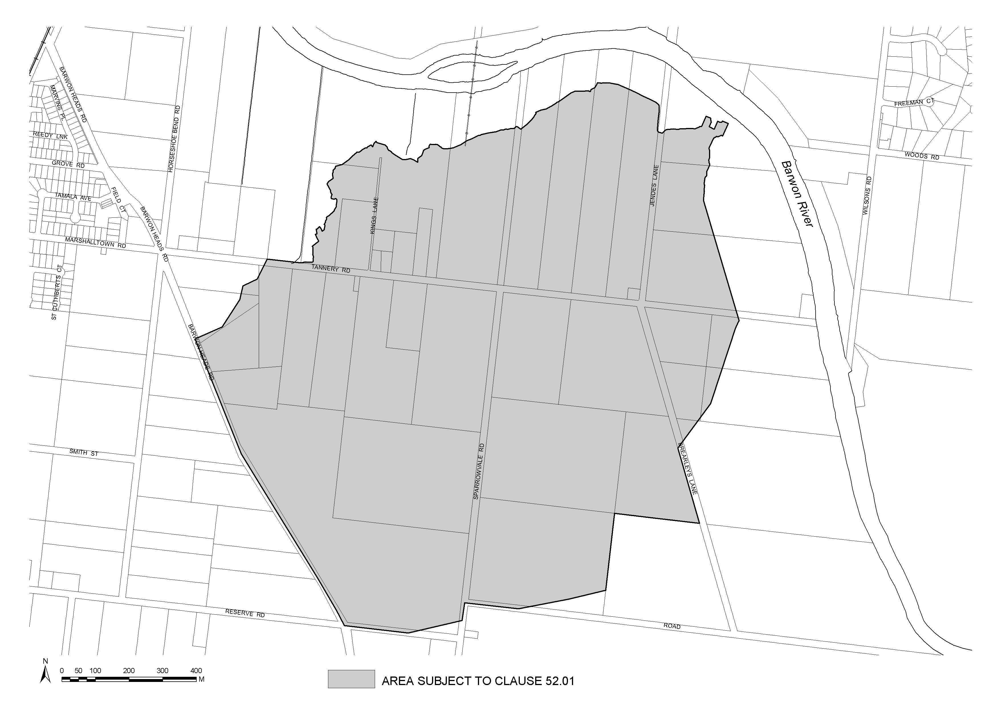 BARWON HEADS RD
MARVINS PL
HORSESHOE BEND RD
REEDY LNK
GROVE RD
TAMALA AVE
FIELD CT
BARWON HEADS RD
MARSHALLTOWN RD
ST CUTHBERTS CT
FREEMAN CT
WOODS RD
WILSONS RD
Barwon River
JENDES LANE
KINGS LANE
TANNERY RD
BARWON HEADS RD
SMITH ST
SPARROWVALE RD
BREARLEYS LANE
RESERVE RD
ROAD
N
0 50 100 200 300 400
M
AREA SUBJECT TO CLAUSE 52.01